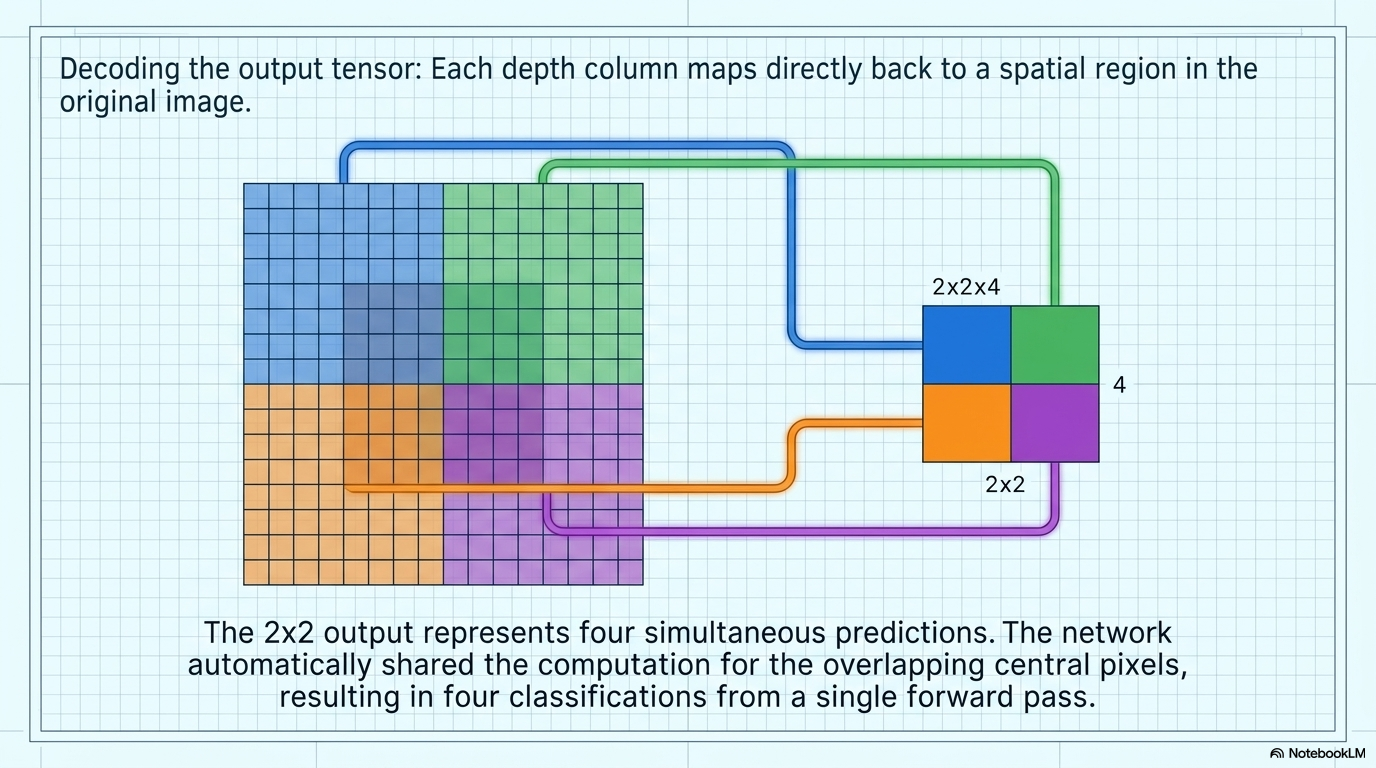 Decoding the output tensor: Each depth column maps directly back to a spatial region in the
original image.
2x2x4
4
2x2
The 2x2 output represents four simultaneous predictions. The network
automatically shared the computation for the overlapping central pixels,
resulting in four classifications from a single forward pass.
NotebookLM